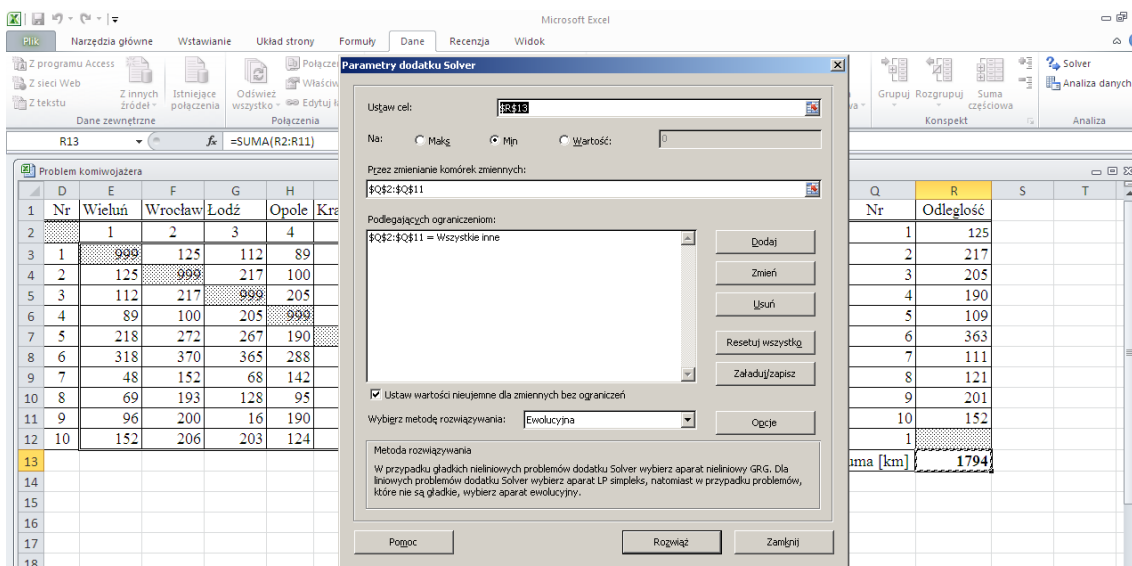 Microsoft Excel
Plik Narzędzia główne Wstawianie Układ strony Formuły Dane Recenzja Widok
Z programu Access
Z sieci Web
Z tekstu
Z innych źródeł
Istniejące połączenia
Dane zewnętrzne
Odśwież wszystko
Połączenia
Grupuj Rozgrupuj Suma częściowa
Konspekt
Solver
Analiza danych
Analiza
R13 fx =SUMA(R2:R11)
Problem komiwojażera
D E F G H Q R S T
1 Nr Wieluń Wrocław Łódź Opole Nr Odległość
2 1 2 3 4 1 125
3 1 999 125 112 89 2 217
4 2 125 999 217 100 3 205
5 3 112 217 999 205 4 190
6 4 89 100 205 999 5 109
7 5 218 272 267 190 6 363
8 6 318 370 365 288 7 111
9 7 48 152 68 142 8 121
10 8 69 193 128 95 9 201
11 9 96 200 16 190 10 152
12 10 152 206 203 124 1
13 [km] 1794
14
15
16
17
18
Parametry dodatku Solver
Ustaw cel: $R$13
Na: Maks Min Wartość: 0
Przez zmienianie komórek zmiennych:
$Q$2:$Q$11
Podlegających ograniczeniom:
$Q$2:$Q$11 = Wszystkie inne
Dodaj
Zmień
Usuń
Resetuj wszystko
Załaduj/zapisz
Ustaw wartości nieujemne dla zmiennych bez ograniczeń
Wybierz metodę rozwiązywania: Ewolucyjna
Opcje
Metoda rozwiązywania
W przypadku gładkich nieliniowych problemów dodatku Solver wybierz aparat nieliniowy GRG. Dla
liniowych problemów dodatku Solver wybierz aparat LP simpleks, natomiast w przypadku problemów,
które nie są gładkie, wybierz aparat ewolucyjny.
Pomoc Rozwiąż Zamknij